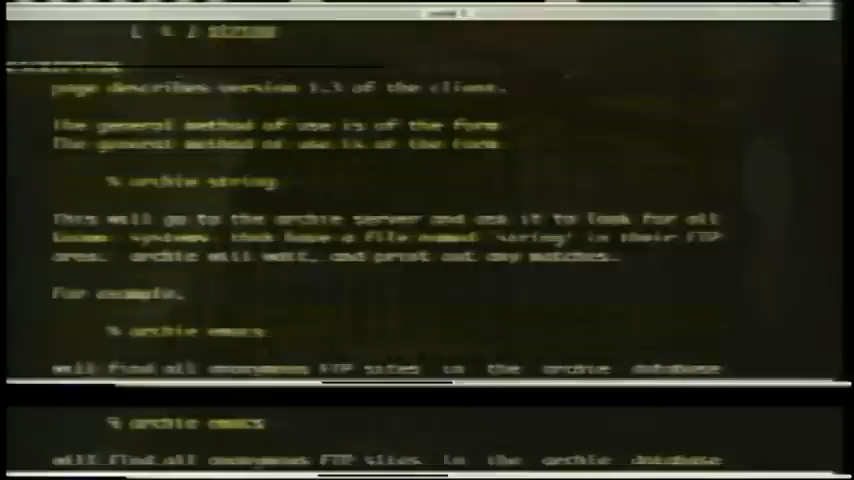 [ % ] string
page describes version 1.3 of the client.
The general method of use is of the form
The general method of use is of the form
% archie string
This will go to the archie server and ask it to look for all
known systems that have a file named 'string' in their FTP
area. archie will wait, and print out any matches.
For example,
% archie emacs
will find all anonymous FTP sites in the archie database
% archie emacs
will find all anonymous FTP sites in the archie database